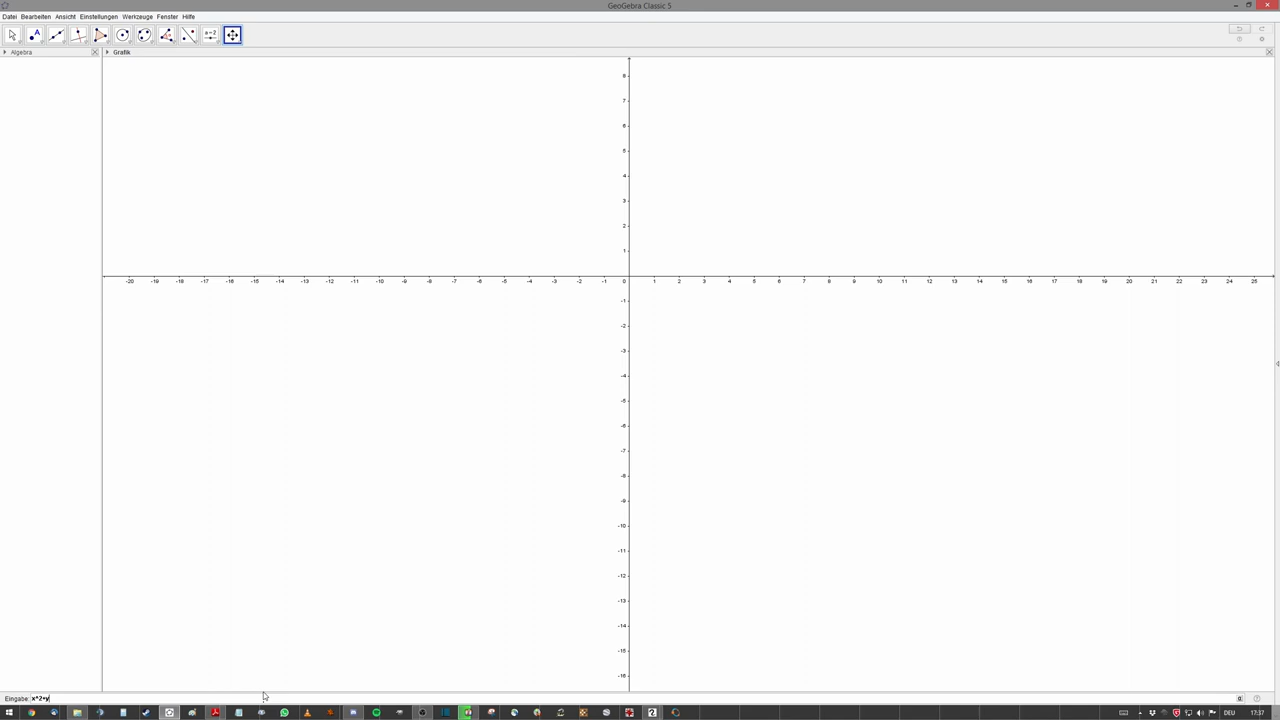 GeoGebra Classic 5
Datei Bearbeiten Ansicht Einstellungen Werkzeuge Fenster Hilfe
A
a=2
Algebra
Grafik
8
7
6
5
4
3
2
1
-20 -19 -18 -17 -16 -15 -14 -13 -12 -11 -10 -9 -8 -7 -6 -5 -4 -3 -2 -1 0 1 2 3 4 5 6 7 8 9 10 11 12 13 14 15 16 17 18 19 20 21 22 23 24 25
-1
-2
-3
-4
-5
-6
-7
-8
-9
-10
-11
-12
-13
-14
-15
-16
Eingabe: x^2+y
α
DEU 17:37